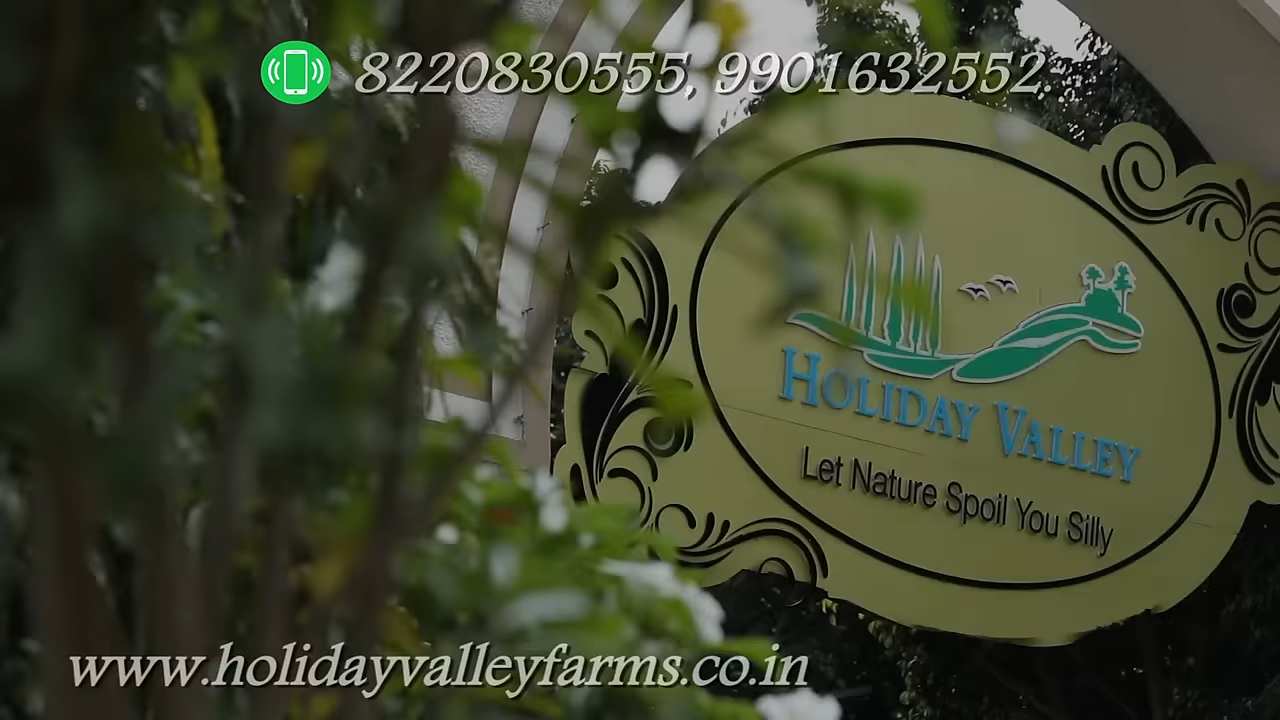 8220830555, 9901632552.
HOLIDAY VALLEY
Let Nature Spoil You Silly
www.holidayvalleyfarms.co.in